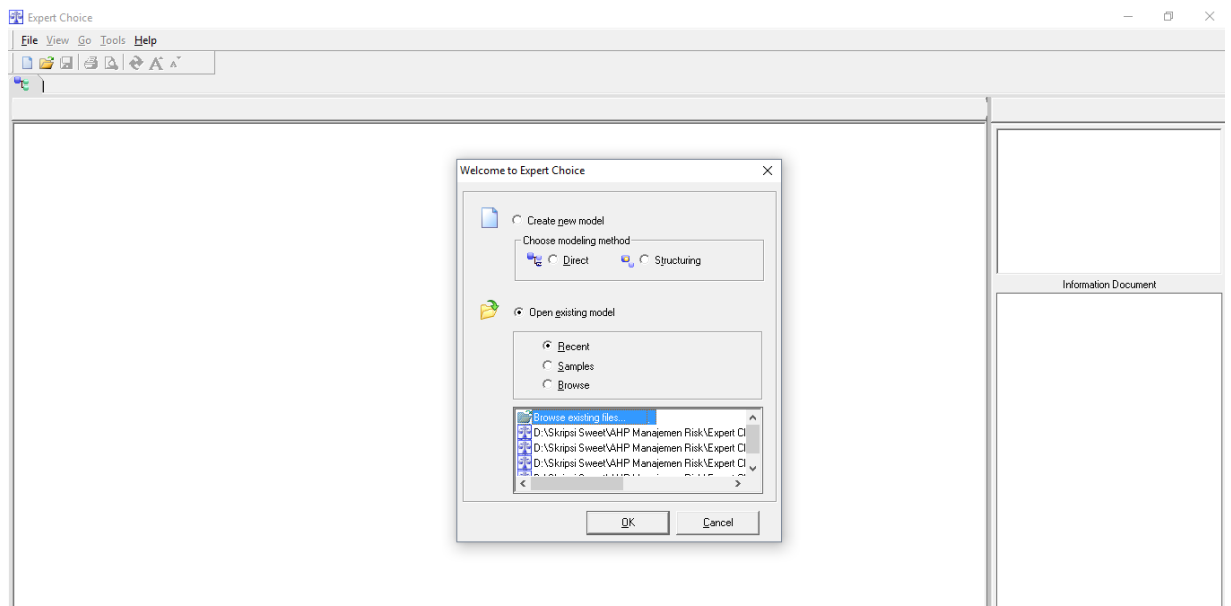 Expert Choice
File View Go Tools Help
Welcome to Expert Choice
Create new model
Choose modeling method
Direct Structuring
Open existing model
Recent
Samples
Browse
Browse existing files...
D:\Skripsi Sweet\AHP Manajemen Risk\Expert Cl
D:\Skripsi Sweet\AHP Manajemen Risk\Expert Cl
D:\Skripsi Sweet\AHP Manajemen Risk\Expert Cl
OK Cancel
Information Document